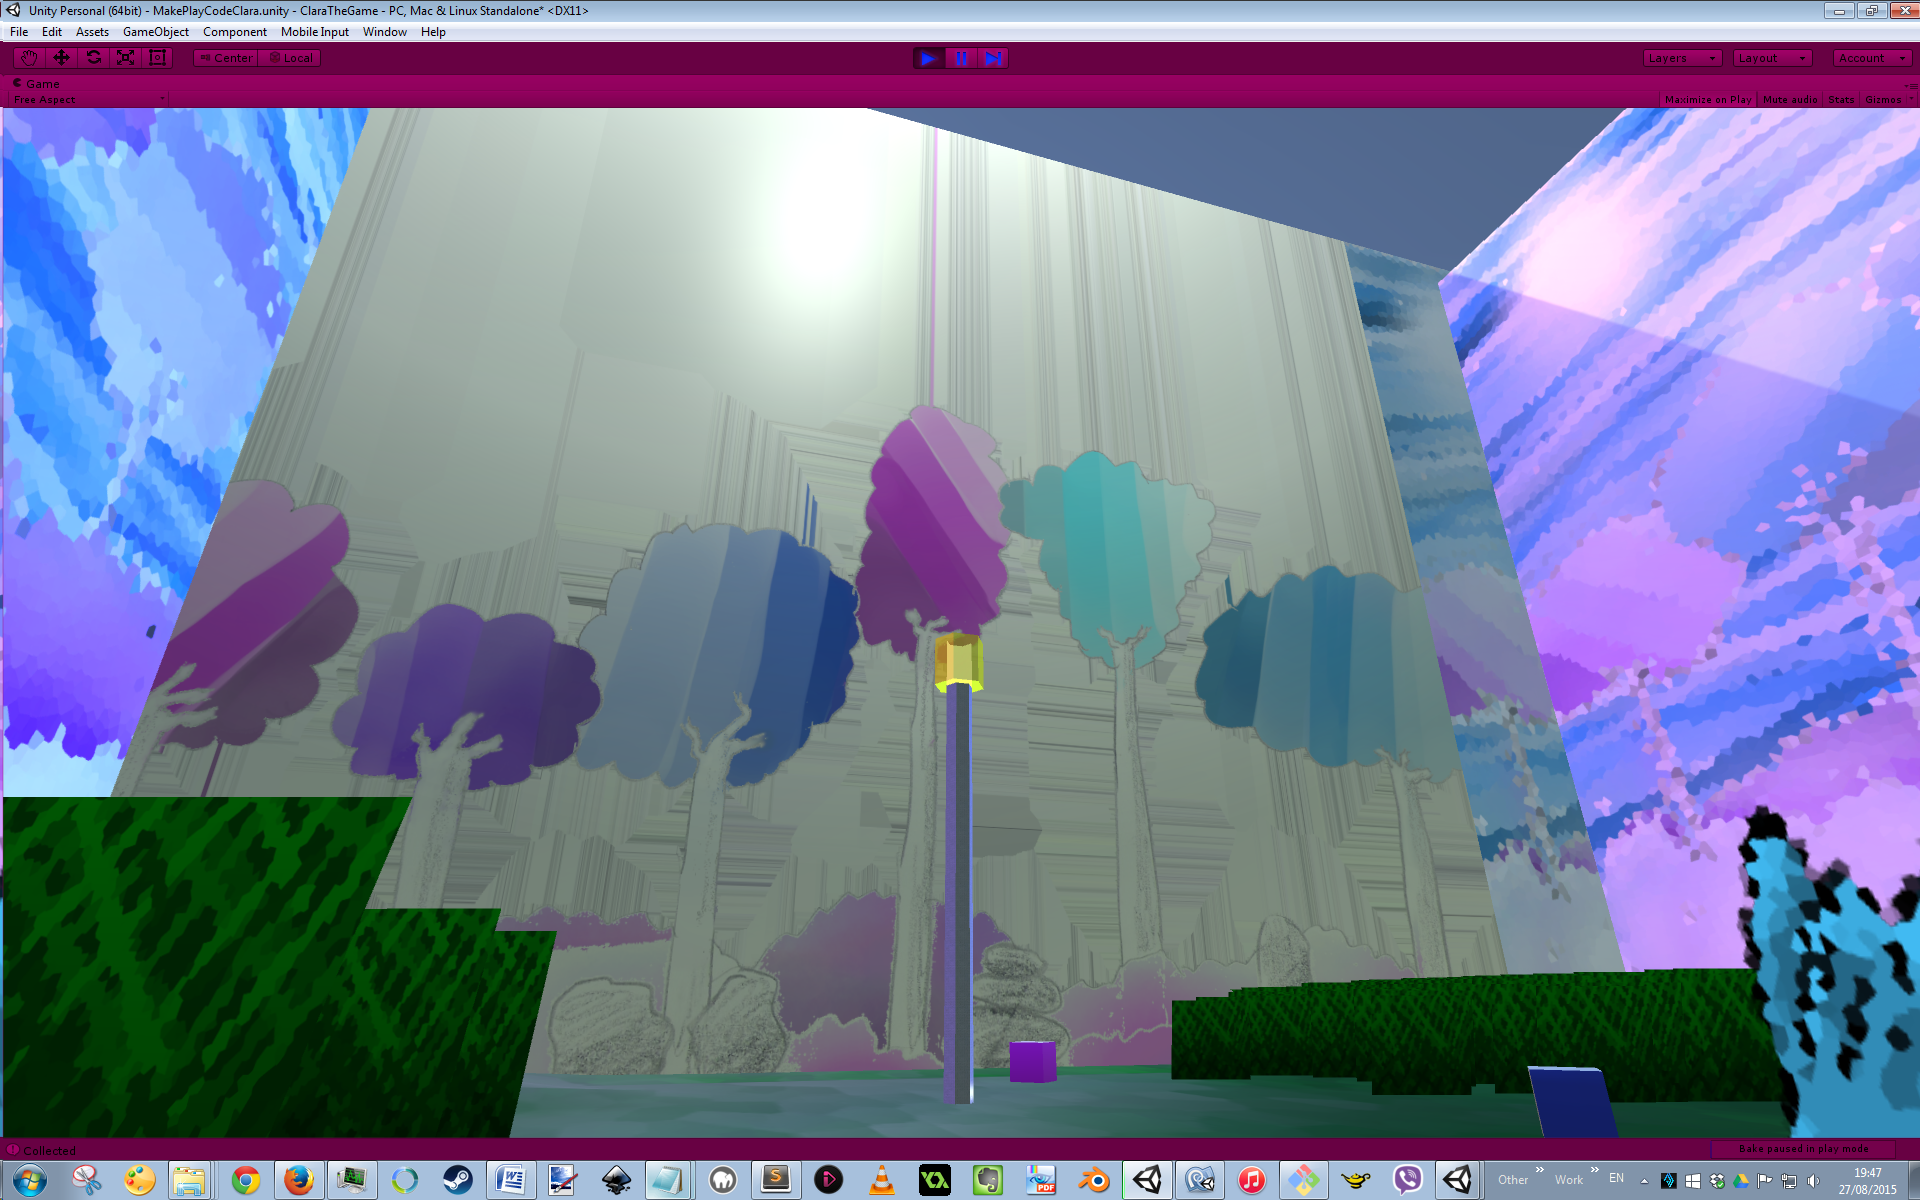 Unity Personal (64bit) - MakePlayCodeClara.unity - ClaraTheGame - PC, Mac & Linux Standalone* <DX11>
File Edit Assets GameObject Component Mobile Input Window Help
Center Local Layers Layout Account
Game
Free Aspect Maximize on Play Mute audio Stats Gizmos
Collected Bake paused in play mode
Other » Work » EN 19:47
27/08/2015